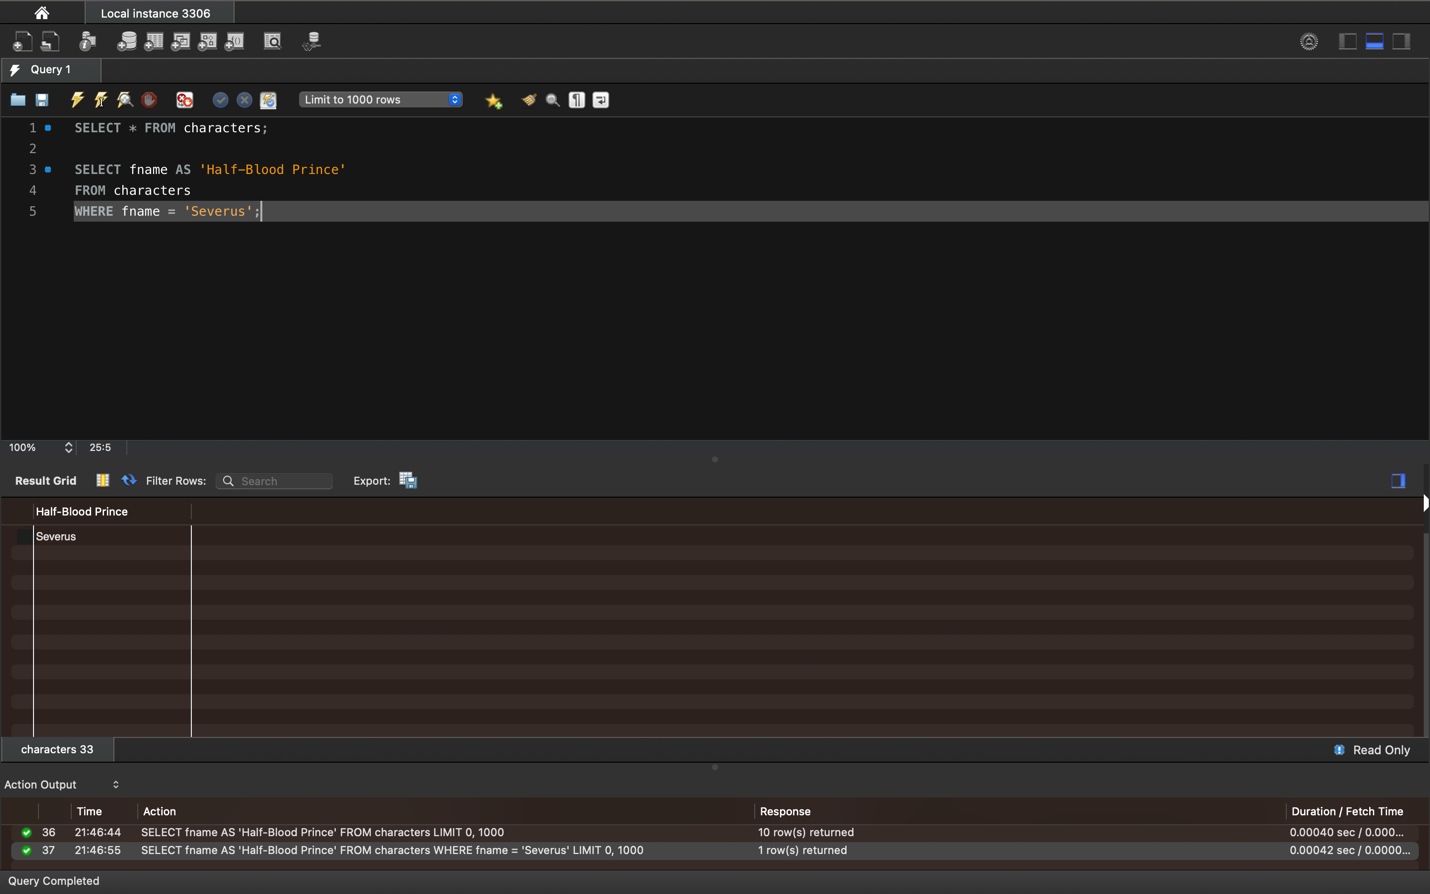 Local instance 3306
Query 1
Limit to 1000 rows
1 SELECT * FROM characters;
2
3 SELECT fname AS 'Half-Blood Prince'
4 FROM characters
5 WHERE fname = 'Severus';
100% 25:5
Result Grid Filter Rows: Search Export:
Half-Blood Prince
Severus
characters 33 Read Only
Action Output
Time Action Response Duration / Fetch Time
36 21:46:44 SELECT fname AS 'Half-Blood Prince' FROM characters LIMIT 0, 1000 10 row(s) returned 0.00040 sec / 0.000...
37 21:46:55 SELECT fname AS 'Half-Blood Prince' FROM characters WHERE fname = 'Severus' LIMIT 0, 1000 1 row(s) returned 0.00042 sec / 0.0000...
Query Completed